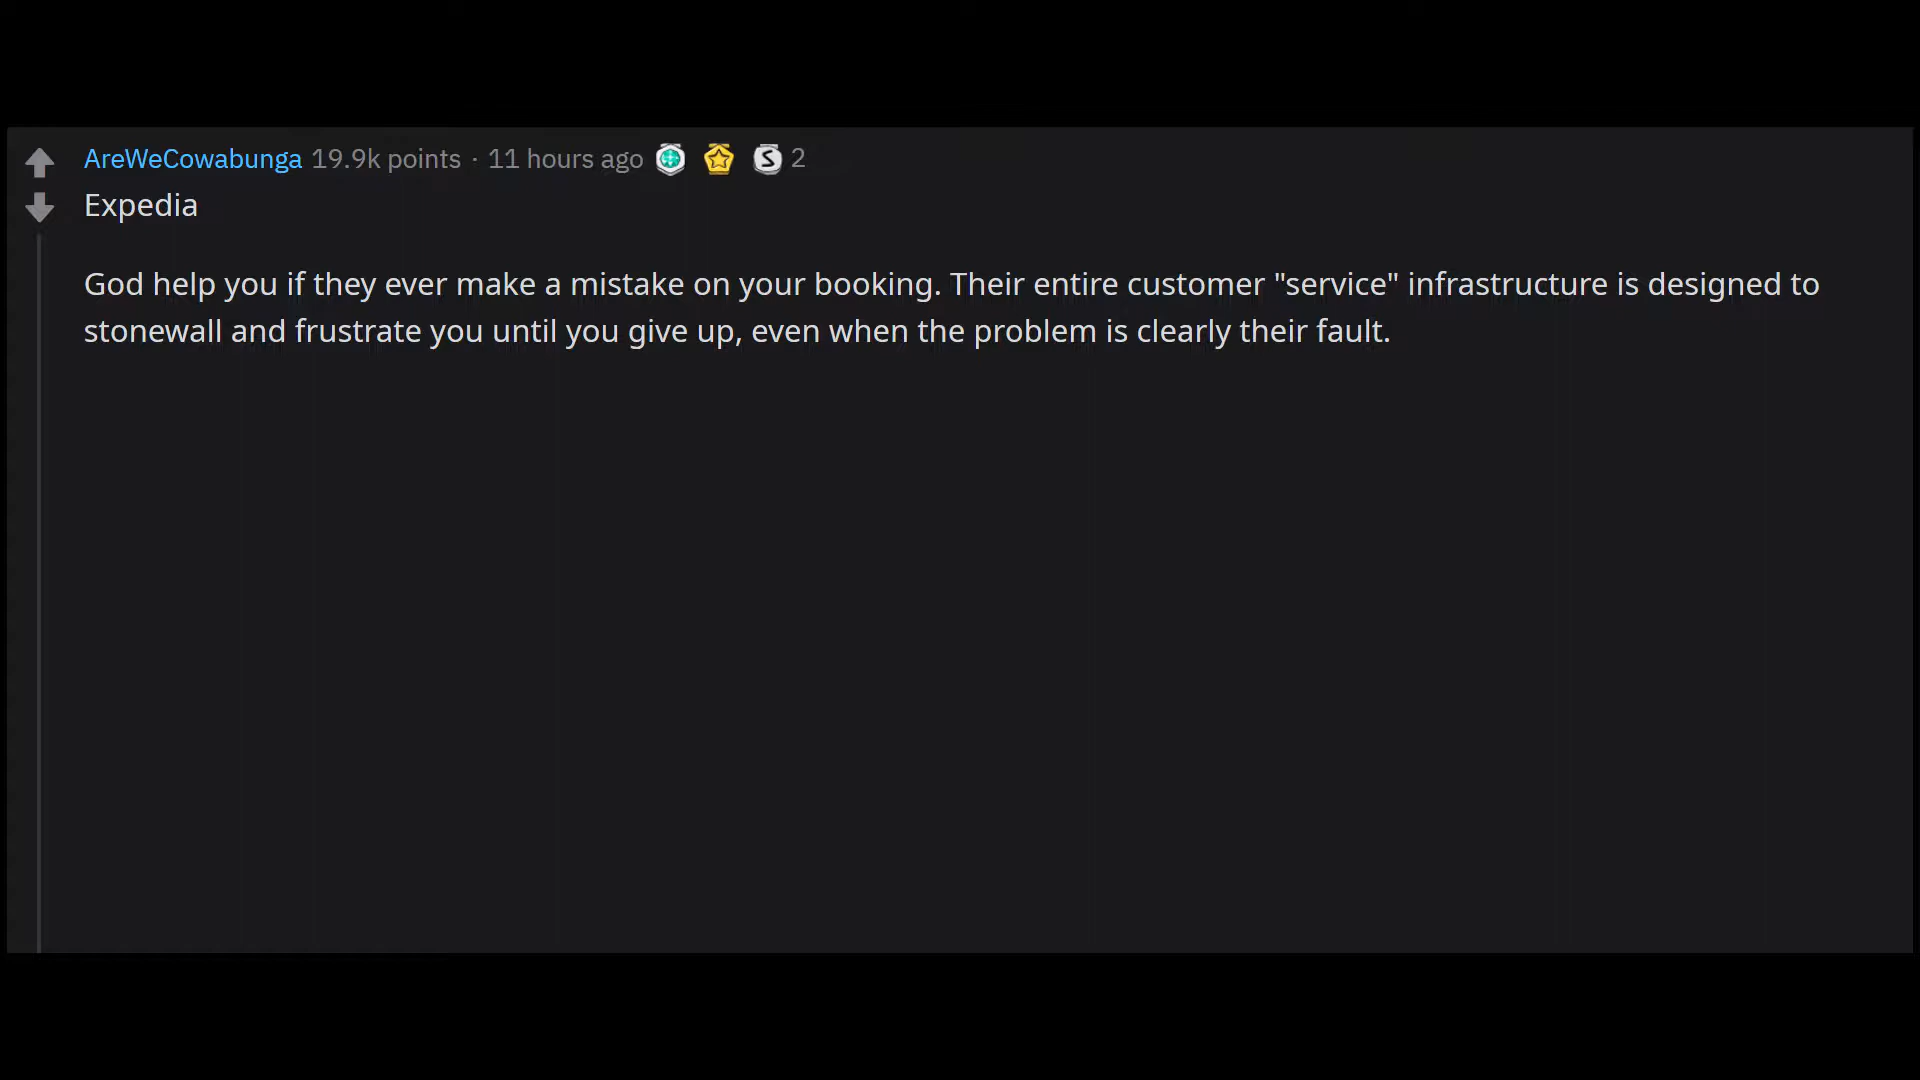 AreWeCowabunga 19.9k points · 11 hours ago S 2
Expedia
God help you if they ever make a mistake on your booking. Their entire customer "service" infrastructure is designed to
stonewall and frustrate you until you give up, even when the problem is clearly their fault.